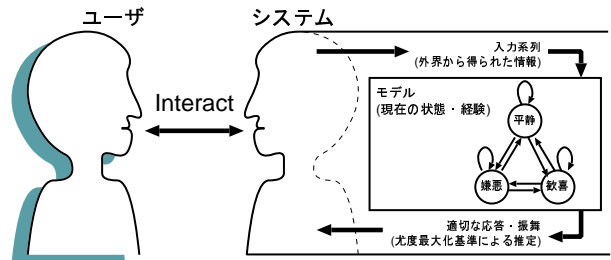 ユーザ
システム
Interact
入力系列
(外界から得られた情報)
モデル
(現在の状態・経験)
平静
嫌悪
歓喜
適切な応答・振舞
(尤度最大化基準による推定)